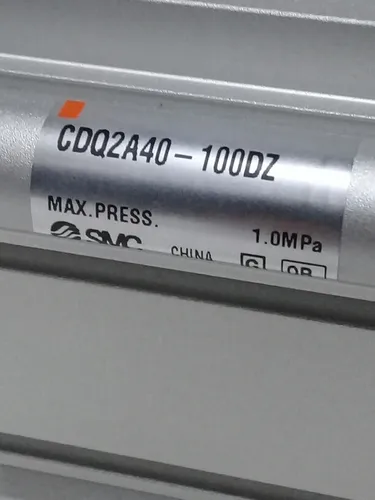 CDQ2A40-100DZ
MAX.PRESS. 1.0MPa
SMC CHINA G